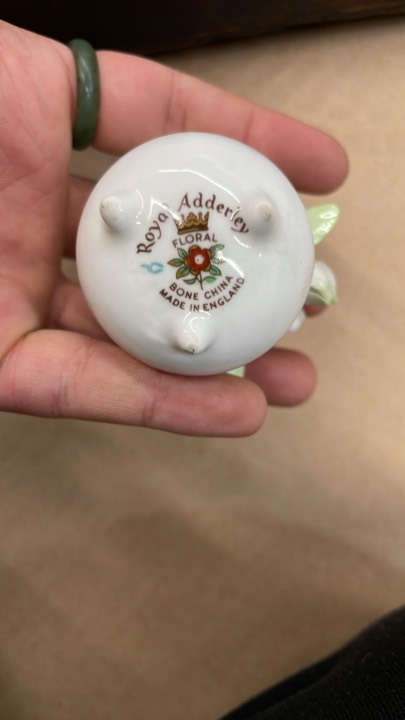 Royal Adderley
FLORAL
BONE CHINA
MADE IN ENGLAND